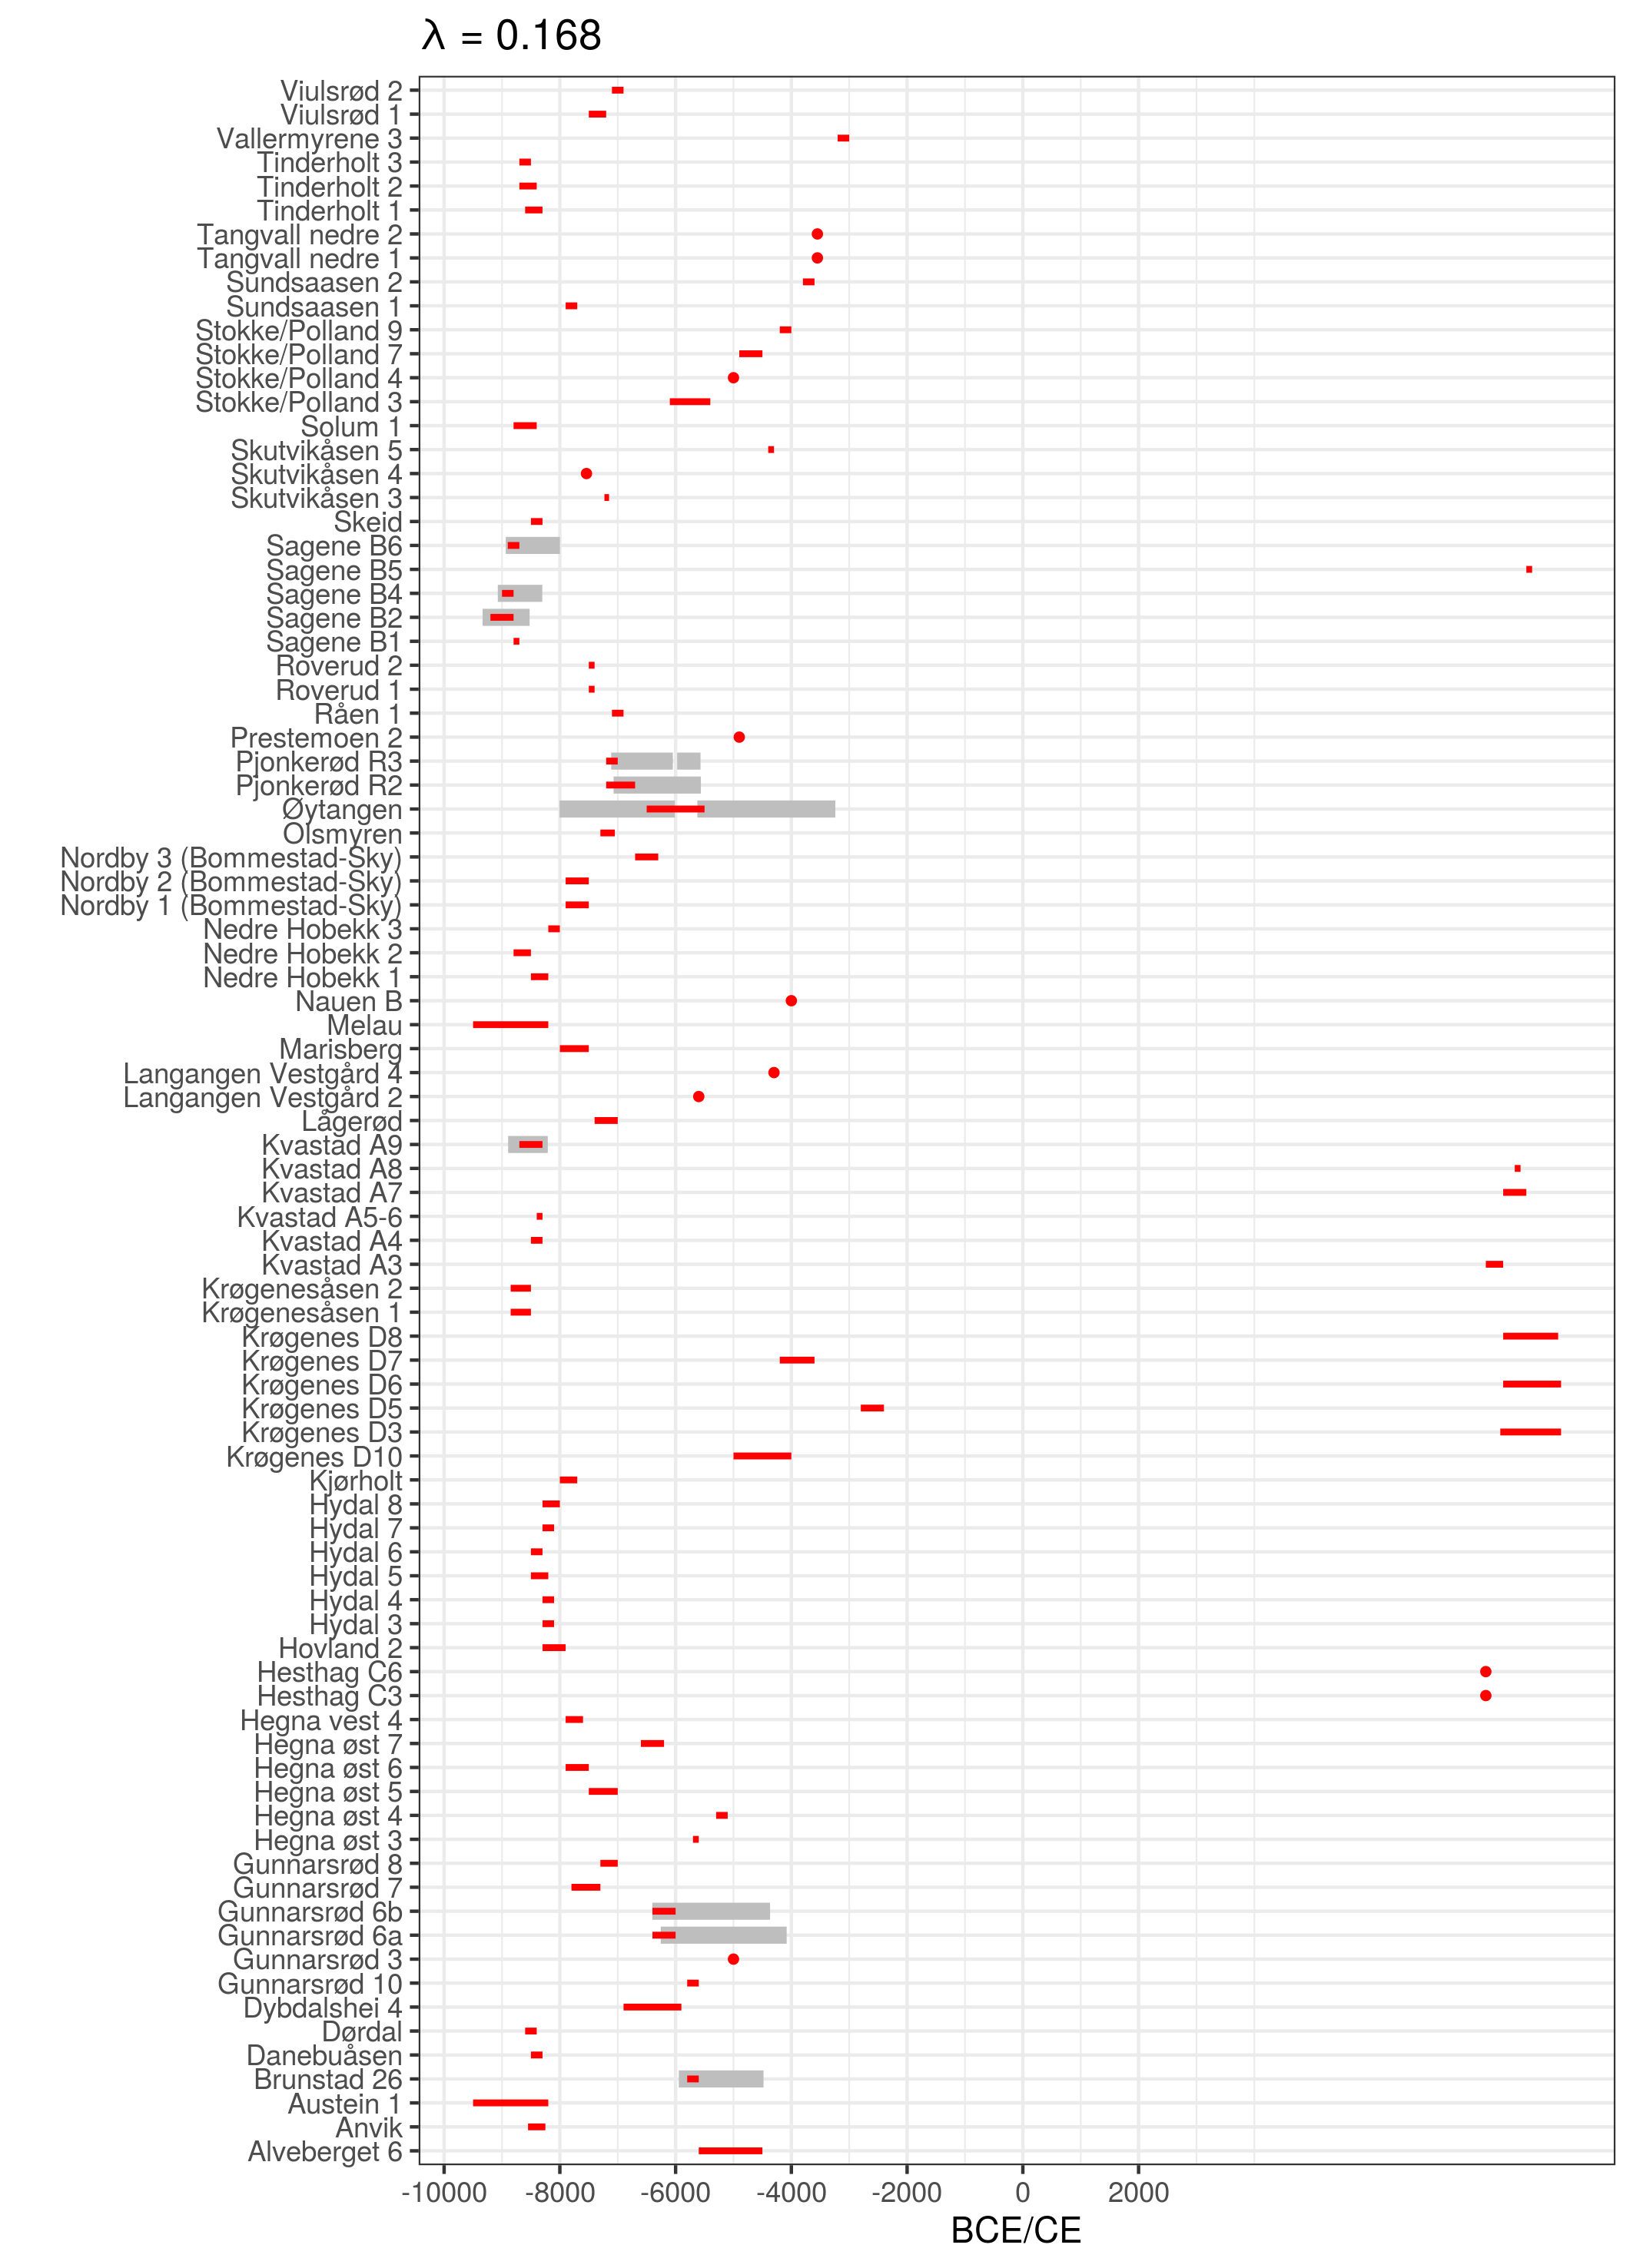 λ = 0.168
Viulsrød 2
Viulsrød 1
Vallermyrene 3
Tinderholt 3
Tinderholt 2
Tinderholt 1
Tangvall nedre 2
Tangvall nedre 1
Sundsaasen 2
Sundsaasen 1
Stokke/Polland 9
Stokke/Polland 7
Stokke/Polland 4
Stokke/Polland 3
Solum 1
Skutvikåsen 5
Skutvikåsen 4
Skutvikåsen 3
Skeid
Sagene B6
Sagene B5
Sagene B4
Sagene B2
Sagene B1
Roverud 2
Roverud 1
Råen 1
Prestemoen 2
Pjonkerød R3
Pjonkerød R2
Øytangen
Olsmyren
Nordby 3 (Bommestad-Sky)
Nordby 2 (Bommestad-Sky)
Nordby 1 (Bommestad-Sky)
Nedre Hobekk 3
Nedre Hobekk 2
Nedre Hobekk 1
Nauen B
Melau
Marisberg
Langangen Vestgård 4
Langangen Vestgård 2
Lågerød
Kvastad A9
Kvastad A8
Kvastad A7
Kvastad A5-6
Kvastad A4
Kvastad A3
Krøgenesåsen 2
Krøgenesåsen 1
Krøgenes D8
Krøgenes D7
Krøgenes D6
Krøgenes D5
Krøgenes D3
Krøgenes D10
Kjørholt
Hydal 8
Hydal 7
Hydal 6
Hydal 5
Hydal 4
Hydal 3
Hovland 2
Hesthag C6
Hesthag C3
Hegna vest 4
Hegna øst 7
Hegna øst 6
Hegna øst 5
Hegna øst 4
Hegna øst 3
Gunnarsrød 8
Gunnarsrød 7
Gunnarsrød 6b
Gunnarsrød 6a
Gunnarsrød 3
Gunnarsrød 10
Dybdalshei 4
Dørdal
Danebuåsen
Brunstad 26
Austein 1
Anvik
Alveberget 6
-10000 -8000 -6000 -4000 -2000 0 2000
BCE/CE